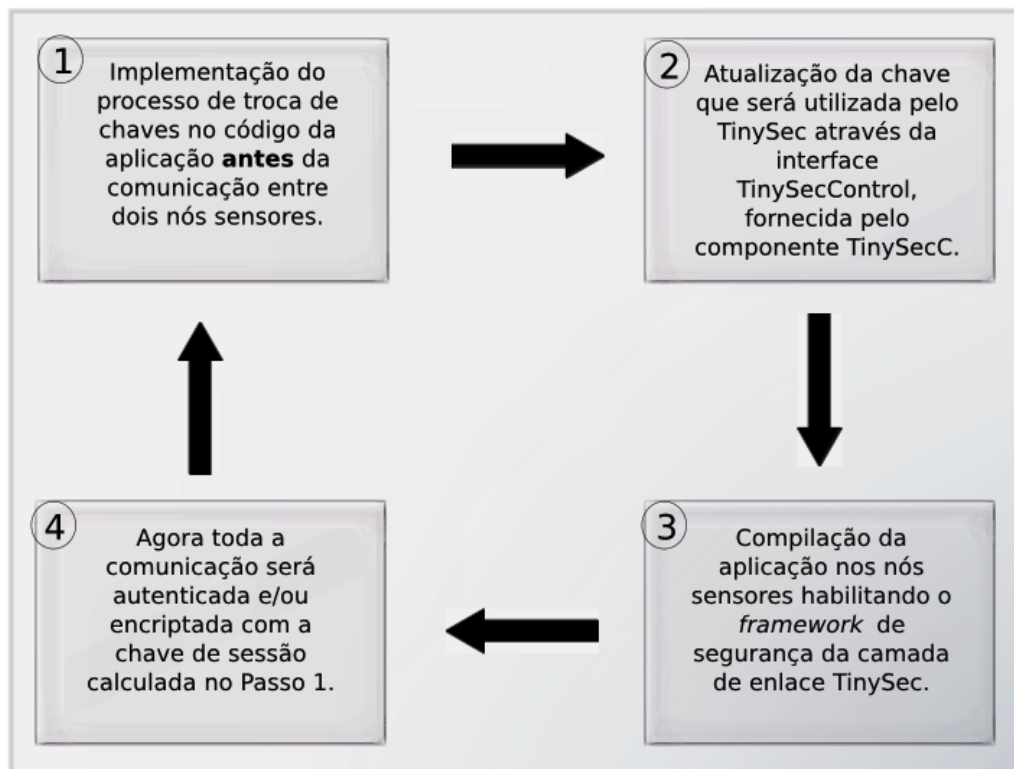 1
Implementação do
processo de troca de
chaves no código da
aplicação antes da
comunicação entre
dois nós sensores.
2
Atualização da chave
que será utilizada pelo
TinySec através da
interface
TinySecControl,
fornecida pelo
componente TinySecC.
3
Compilação da
aplicação nos nós
sensores habilitando o
framework de
segurança da camada
de enlace TinySec.
4
Agora toda a
comunicação será
autenticada e/ou
encriptada com a
chave de sessão
calculada no Passo 1.